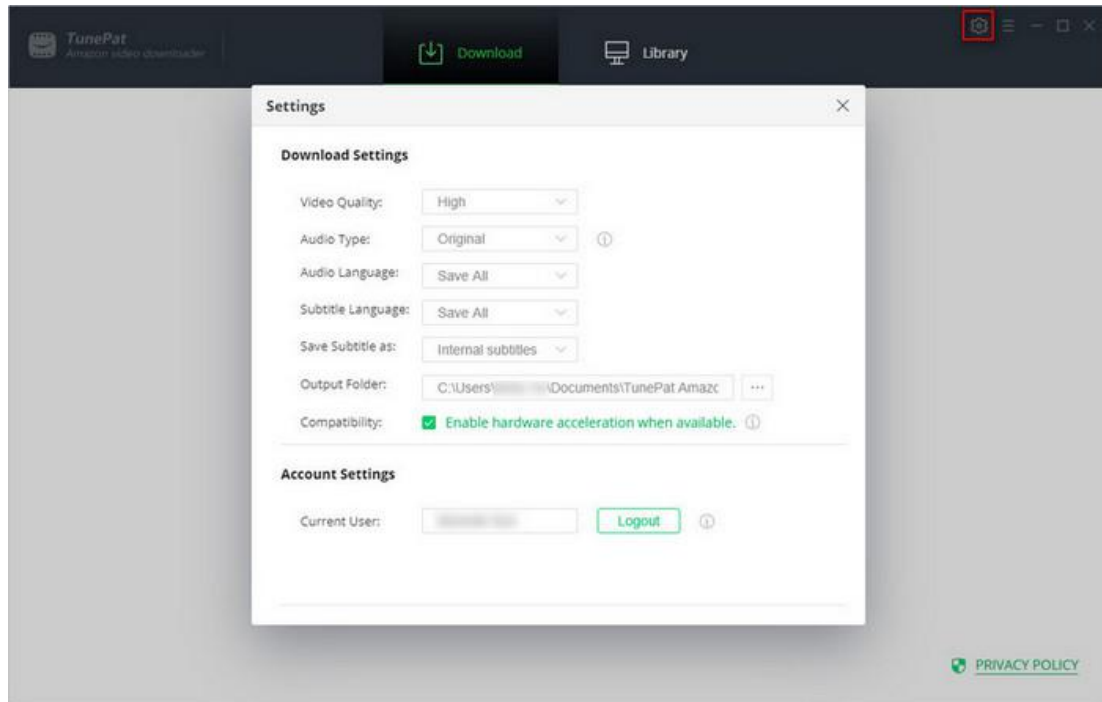 TunePat
Amazon video downloader
Download
Library
Settings
Download Settings
Video Quality: High
Audio Type: Original
Audio Language: Save All
Subtitle Language: Save All
Save Subtitle as: Internal subtitles
Output Folder: C:\Users\ \Documents\TunePat Amazc ...
Compatibility: Enable hardware acceleration when available.
Account Settings
Current User: Logout
PRIVACY POLICY